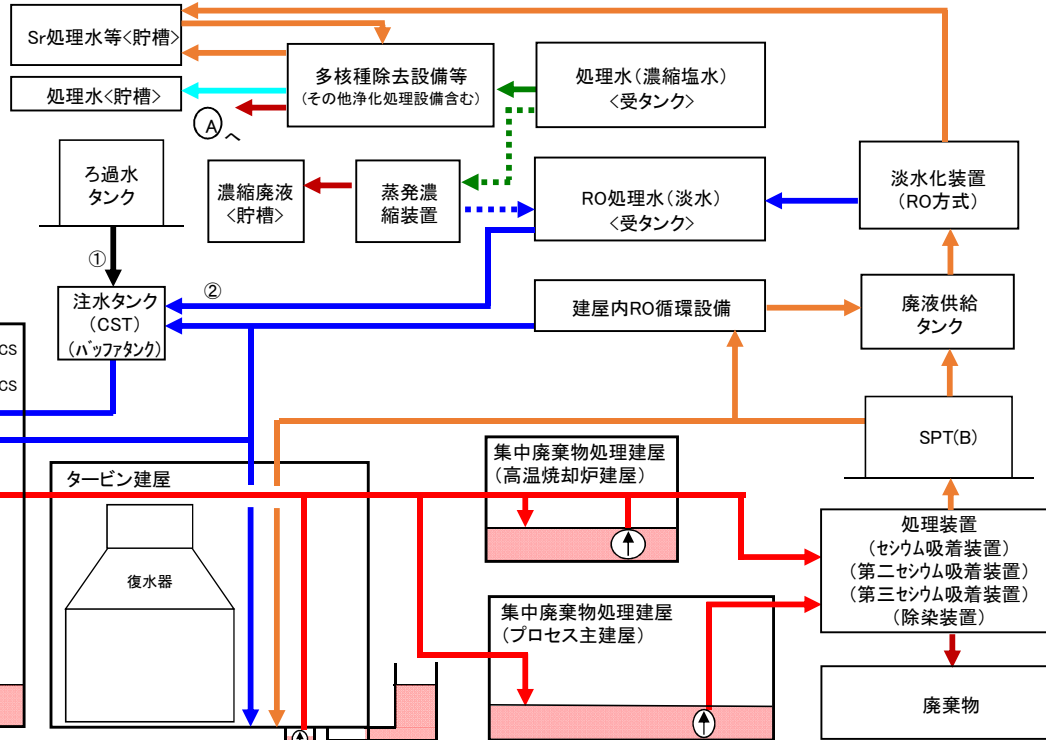 Sr処理水等<貯槽>
処理水<貯槽>
多核種除去設備等
(その他浄化処理設備含む)
Aへ
処理水(濃縮塩水)
<受タンク>
ろ過水
タンク
濃縮廃液
<貯槽>
蒸発濃
縮装置
RO処理水(淡水)
<受タンク>
淡水化装置
(RO方式)
①
②
注水タンク
(CST)
(バッファタンク)
建屋内RO循環設備
廃液供給
タンク
CS
CS
SPT(B)
タービン建屋
復水器
集中廃棄物処理建屋
(高温焼却炉建屋)
処理装置
(セシウム吸着装置)
(第二セシウム吸着装置)
(第三セシウム吸着装置)
(除染装置)
集中廃棄物処理建屋
(プロセス主建屋)
廃棄物